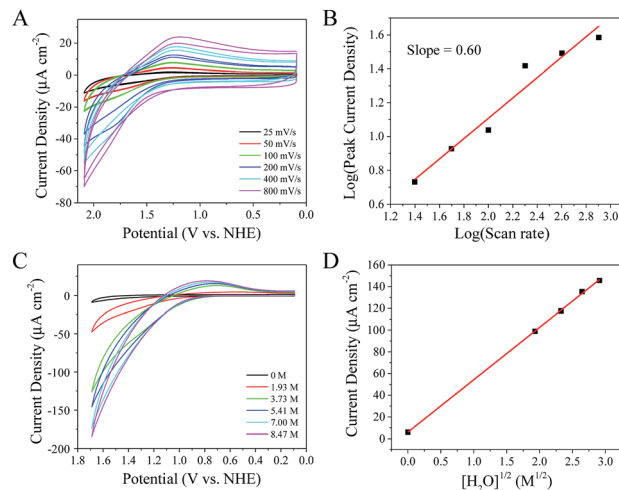 A
20
0
-20
-40
-60
-80
Current Density (μA cm⁻²)
25 mV/s
50 mV/s
100 mV/s
200 mV/s
400 mV/s
800 mV/s
2.0 1.5 1.0 0.5 0.0
Potential (V vs. NHE)
B
1.6
1.4
1.2
1.0
0.8
0.6
Log(Peak Current Density)
Slope = 0.60
1.2 1.4 1.6 1.8 2.0 2.2 2.4 2.6 2.8 3.0
Log(Scan rate)
C
0
-50
-100
-150
-200
Current Density (μA cm⁻²)
0 M
1.93 M
3.73 M
5.41 M
7.00 M
8.47 M
2.0 1.8 1.6 1.4 1.2 1.0 0.8 0.6 0.4 0.2 0.0
Potential (V vs. NHE)
D
160
140
120
100
80
60
40
20
0
Current Density (μA cm⁻²)
0.0 0.5 1.0 1.5 2.0 2.5 3.0
[H₂O]¹ᐟ² (M¹ᐟ²)